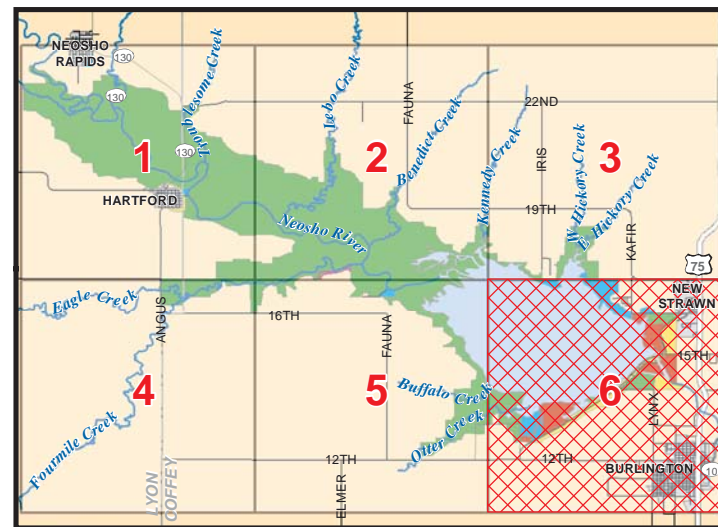 NEOSHO
RAPIDS
130
130
Troublesome Creek
130
Lebo Creek
FAUNA
Benedict Creek
22ND
Kennedy Creek
IRIS
W Hickory Creek
E Hickory Creek
1
2
3
HARTFORD
19TH
KAFIR
Neosho River
75
Eagle Creek
ANGUS
16TH
FAUNA
NEW
STRAWN
15TH
4
5
6
Buffalo Creek
LYNX
Fourmile Creek
Otter Creek
12TH
12TH
BURLINGTON
LYON
COFFEY
ELMER